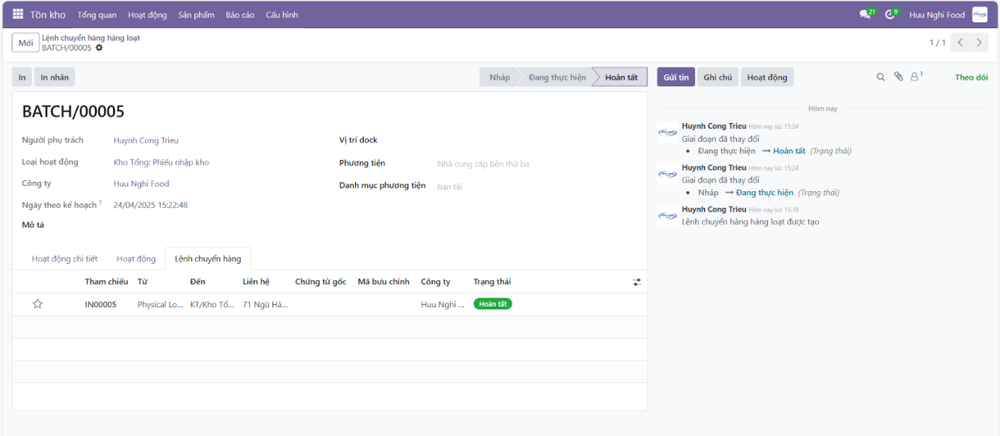 Tồn kho Tổng quan Hoạt động Sản phẩm Báo cáo Cấu hình 21 9 Huu Nghi Food
Mới Lệnh chuyển hàng hàng loạt
BATCH/00005
1 / 1
In In nhãn Nháp Đang thực hiện Hoàn tất
Gửi tin Ghi chú Hoạt động 1 Theo dõi
BATCH/00005
Người phụ trách Huynh Cong Trieu
Loại hoạt động Kho Tổng: Phiếu nhập kho
Công ty Huu Nghi Food
Ngày theo kế hoạch ? 24/04/2025 15:22:48
Mô tả
Vị trí dock
Phương tiện Nhà cung cấp bên thứ ba
Danh mục phương tiện bán tải
Hoạt động chi tiết Hoạt động Lệnh chuyển hàng
Tham chiếu Từ Đến Liên hệ Chứng từ gốc Mã bưu chính Công ty Trạng thái
IN00005 Physical Lo... KT/Kho Tổ... 71 Ngũ Hà... Huu Nghi ... Hoàn tất
Hôm nay
Huynh Cong Trieu Hôm nay lúc 15:24
Giai đoạn đã thay đổi
• Đang thực hiện → Hoàn tất (Trạng thái)
Huynh Cong Trieu Hôm nay lúc 15:24
Giai đoạn đã thay đổi
• Nháp → Đang thực hiện (Trạng thái)
Huynh Cong Trieu Hôm nay lúc 15:19
Lệnh chuyển hàng hàng loạt được tạo